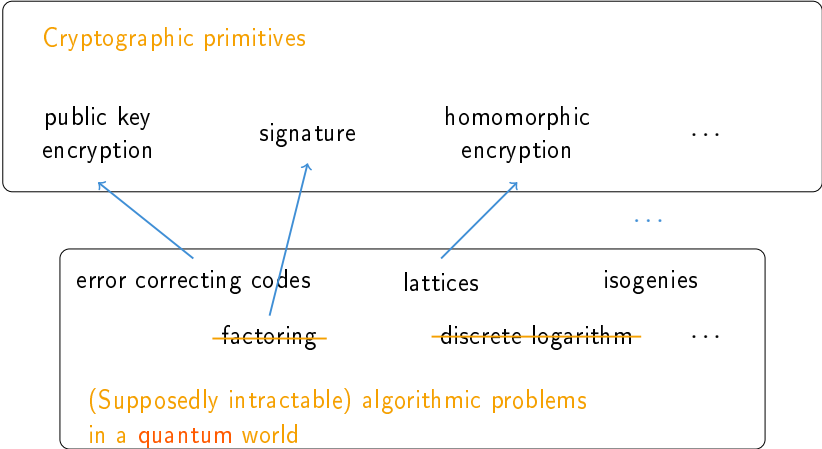 Cryptographic primitives
public key
encryption
signature
homomorphic
encryption
...
...
error correcting codes
lattices
isogenies
factoring
discrete logarithm
...
(Supposedly intractable) algorithmic problems
in a quantum world